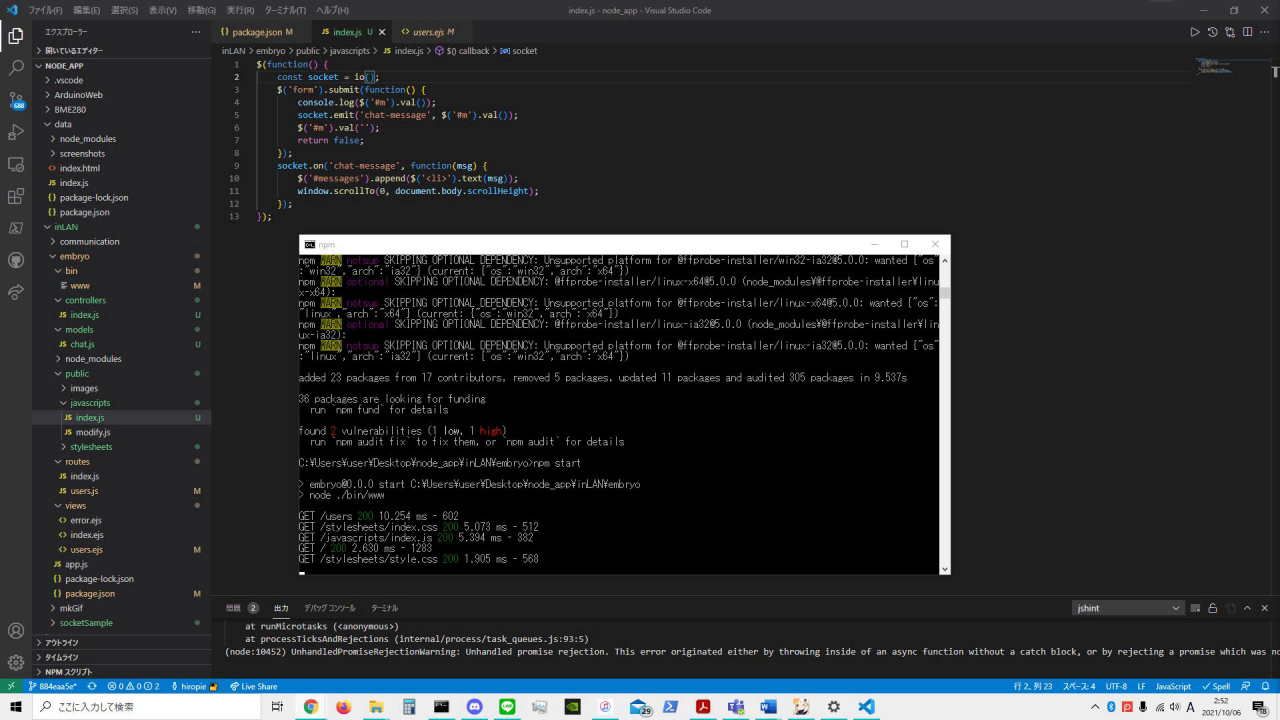 ファイル(F) 編集(E) 選択(S) 表示(V) 移動(G) 実行(R) ターミナル(T) ヘルプ(H)
index.js - node_app - Visual Studio Code
エクスプローラー
package.json M
index.js U
users.ejs M
inLAN > embryo > public > javascripts > JS index.js > $() callback > socket
開いているエディター
NODE_APP
.vscode
ArduinoWeb
BME280
data
node_modules
screenshots
index.html
JS index.js
package-lock.json
package.json
inLAN
communication
embryo
bin
www M
controllers
JS index.js U
models
JS chat.js U
node_modules
public
images
javascripts
JS index.js U
JS modify.js
stylesheets
routes
JS index.js
JS users.js M
views
error.ejs
index.ejs
users.ejs M
JS app.js
package-lock.json
package.json M
mkGif
socketSample
アウトライン
タイムライン
NPM スクリプト
688
1 $(function() {
2 const socket = io();
3 $('form').submit(function() {
4 console.log($('#m').val());
5 socket.emit('chat-message', $('#m').val());
6 $('#m').val('');
7 return false;
8 });
9 socket.on('chat-message', function(msg) {
10 $('#messages').append($('<li>').text(msg));
11 window.scrollTo(0, document.body.scrollHeight);
12 });
13 });
npm
npm WARN notsup SKIPPING OPTIONAL DEPENDENCY: Unsupported platform for @ffprobe-installer/win32-ia32@5.0.0: wanted {"os"
:"win32","arch":"ia32"} (current: {"os":"win32","arch":"x64"})
npm WARN optional SKIPPING OPTIONAL DEPENDENCY: @ffprobe-installer/linux-x64@5.0.0 (node_modules¥@ffprobe-installer¥linu
x-x64):
npm WARN notsup SKIPPING OPTIONAL DEPENDENCY: Unsupported platform for @ffprobe-installer/linux-x64@5.0.0: wanted {"os":
"linux","arch":"x64"} (current: {"os":"win32","arch":"x64"})
npm WARN optional SKIPPING OPTIONAL DEPENDENCY: @ffprobe-installer/linux-ia32@5.0.0 (node_modules¥@ffprobe-installer¥lin
ux-ia32):
npm WARN notsup SKIPPING OPTIONAL DEPENDENCY: Unsupported platform for @ffprobe-installer/linux-ia32@5.0.0: wanted {"os"
:"linux","arch":"ia32"} (current: {"os":"win32","arch":"x64"})
added 23 packages from 17 contributors, removed 5 packages, updated 11 packages and audited 305 packages in 9.537s
36 packages are looking for funding
run `npm fund` for details
found 2 vulnerabilities (1 low, 1 high)
run `npm audit fix` to fix them, or `npm audit` for details
C:¥Users¥user¥Desktop¥node_app¥inLAN¥embryo>npm start
> embryo@0.0.0 start C:¥Users¥user¥Desktop¥node_app¥inLAN¥embryo
> node ./bin/www
GET /users 200 10.254 ms - 602
GET /stylesheets/index.css 200 5.073 ms - 512
GET /javascripts/index.js 200 5.394 ms - 382
GET / 200 2.630 ms - 1283
GET /stylesheets/style.css 200 1.905 ms - 568
問題 2 出力 デバッグ コンソール ターミナル
jshint
at runMicrotasks (<anonymous>)
at processTicksAndRejections (internal/process/task_queues.js:93:5)
(node:10452) UnhandledPromiseRejectionWarning: Unhandled promise rejection. This error originated either by throwing inside of an async function without a catch block, or by rejecting a promise which was no
884eaa5e* 0 0 2 hiropie Live Share
行 2、列 23 スペース: 4 UTF-8 LF JavaScript Spell
ここに入力して検索
29
A
2:52
2021/10/06
18